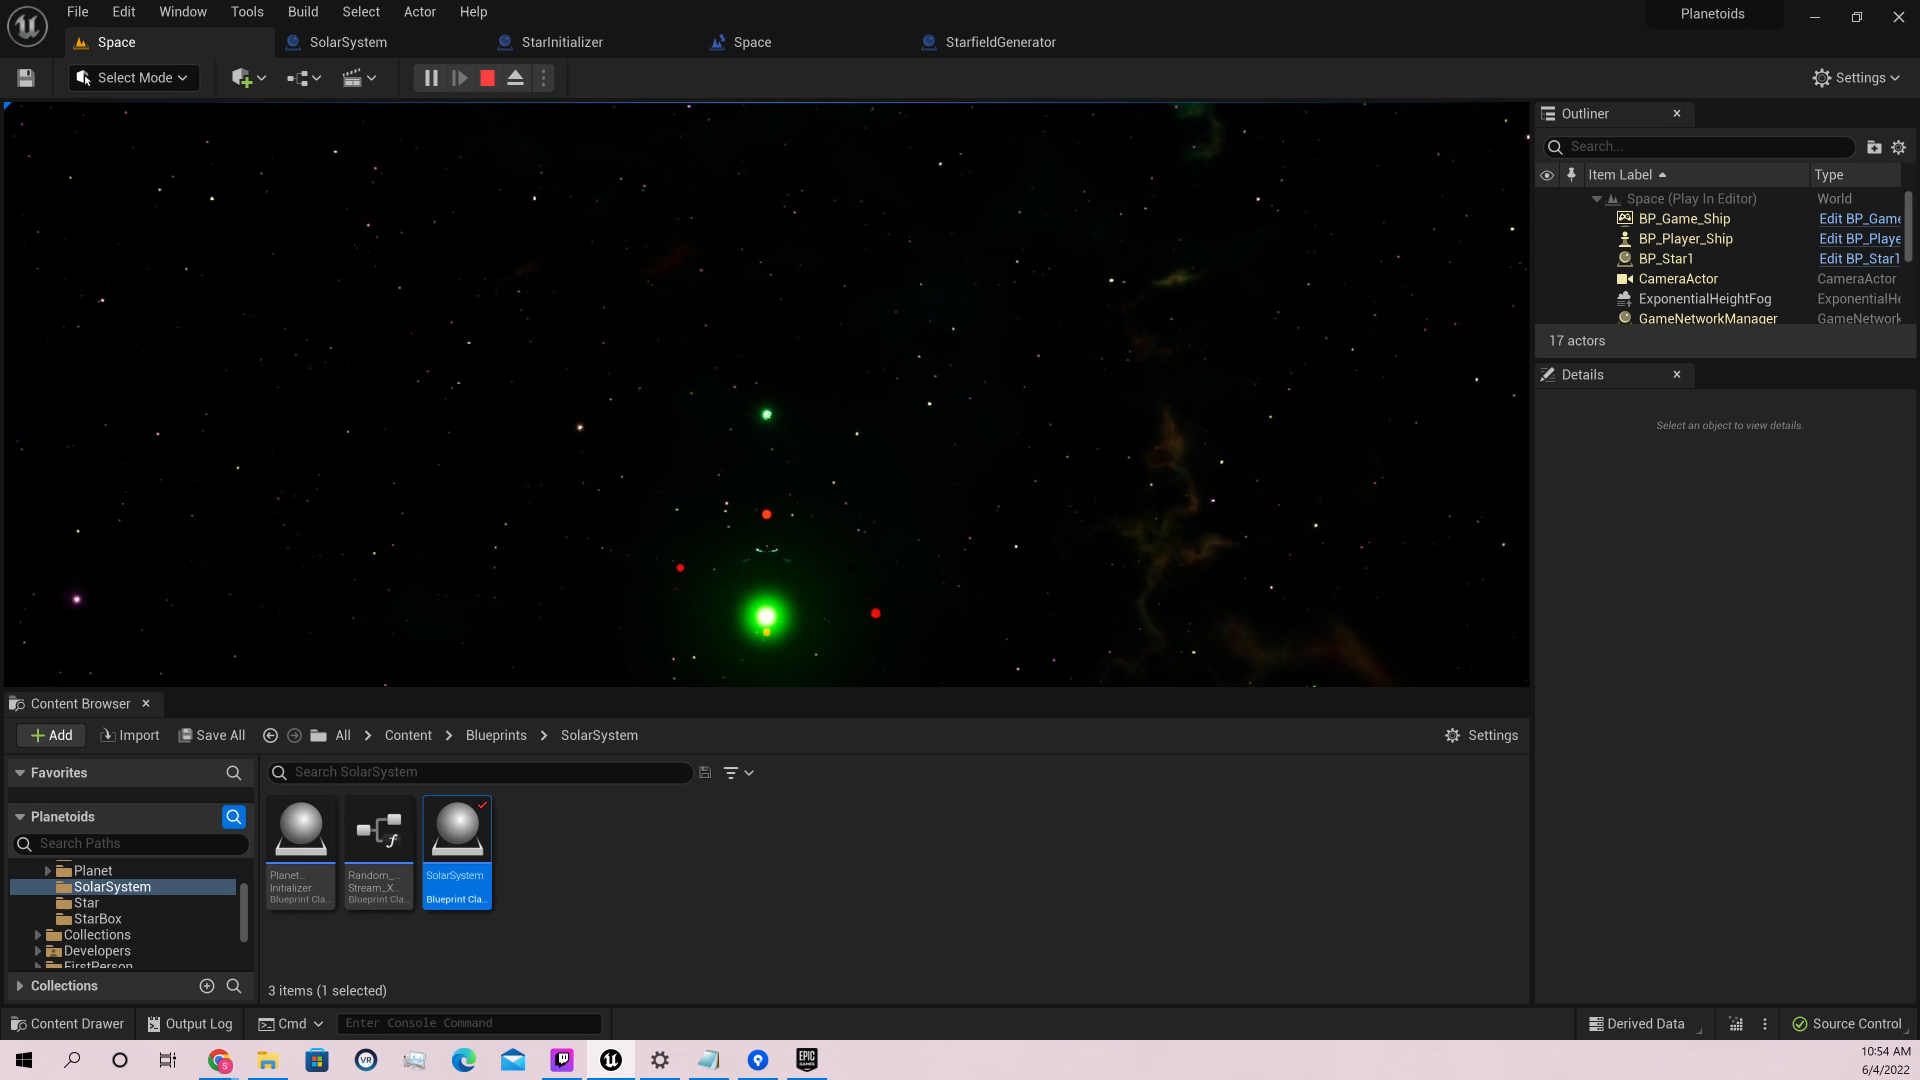 File Edit Window Tools Build Select Actor Help
Planetoids
Space SolarSystem StarInitializer Space StarfieldGenerator
Select Mode
Settings
Outliner
Search...
Item Label Type
Space (Play In Editor) World
BP_Game_Ship Edit BP_Game
BP_Player_Ship Edit BP_Playe
BP_Star1 Edit BP_Star1
CameraActor CameraActor
ExponentialHeightFog ExponentialHe
GameNetworkManager GameNetwork
17 actors
Details
Select an object to view details.
Content Browser
Add Import Save All All Content Blueprints SolarSystem Settings
Favorites
Search SolarSystem
Planetoids
Search Paths
Planet
SolarSystem
Star
StarBox
Collections
Developers
FirstPerson
Collections
Planet... Initializer Blueprint Cla...
Random_... Stream_X... Blueprint Cla...
SolarSystem Blueprint Cla...
3 items (1 selected)
Content Drawer Output Log Cmd Enter Console Command Derived Data Source Control
VR
EPIC GAMES
10:54 AM
6/4/2022